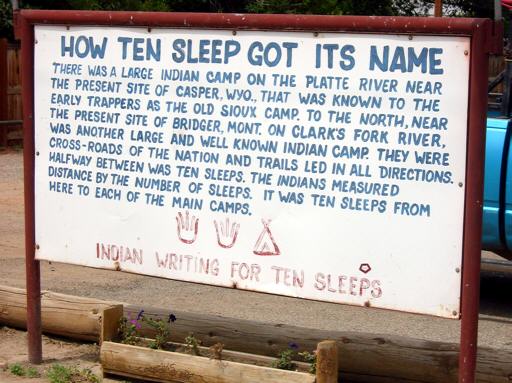 HOW TEN SLEEP GOT ITS NAME
THERE WAS A LARGE INDIAN CAMP ON THE PLATTE RIVER NEAR
THE PRESENT SITE OF CASPER, WYO., THAT WAS KNOWN TO THE
EARLY TRAPPERS AS THE OLD SIOUX CAMP. TO THE NORTH, NEAR
THE PRESENT SITE OF BRIDGER, MONT. ON CLARK'S FORK RIVER,
WAS ANOTHER LARGE AND WELL KNOWN INDIAN CAMP. THEY WERE
CROSS-ROADS OF THE NATION AND TRAILS LED IN ALL DIRECTIONS.
HALFWAY BETWEEN WAS TEN SLEEPS. THE INDIANS MEASURED
DISTANCE BY THE NUMBER OF SLEEPS. IT WAS TEN SLEEPS FROM
HERE TO EACH OF THE MAIN CAMPS.
INDIAN WRITING FOR TEN SLEEPS